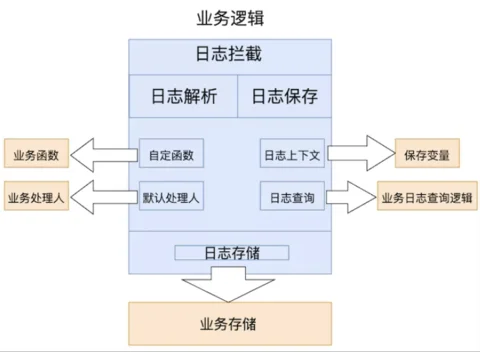 业务逻辑
日志拦截
日志解析
日志保存
业务函数
自定函数
日志上下文
保存变量
业务处理人
默认处理人
日志查询
业务日志查询逻辑
日志存储
业务存储